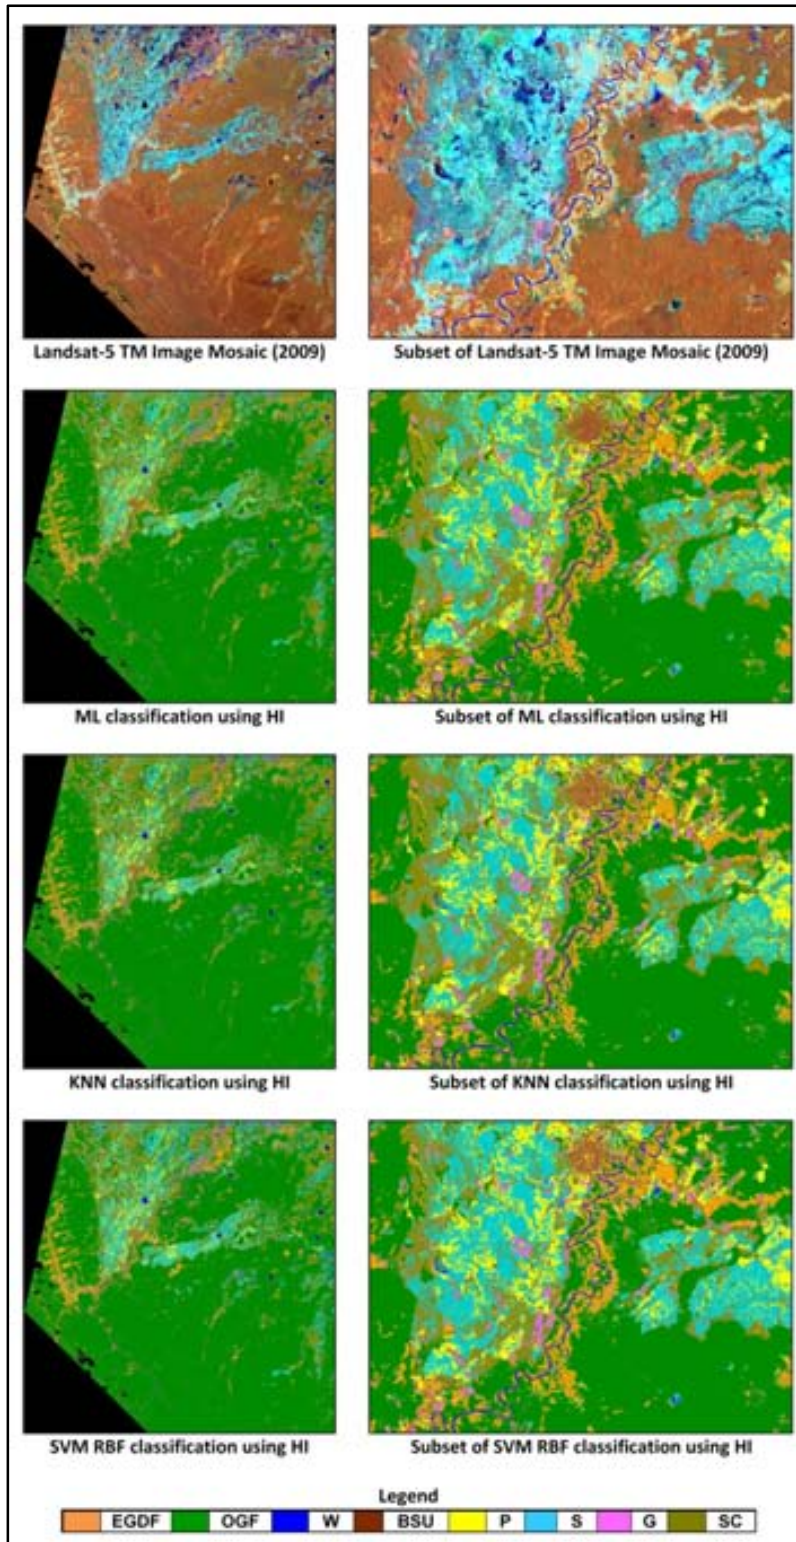 Landsat-5 TM Image Mosaic (2009)
Subset of Landsat-5 TM Image Mosaic (2009)
ML classification using HI
Subset of ML classification using HI
KNN classification using HI
Subset of KNN classification using HI
SVM RBF classification using HI
Subset of SVM RBF classification using HI
Legend
EGDF OGF W BSU P S G SC